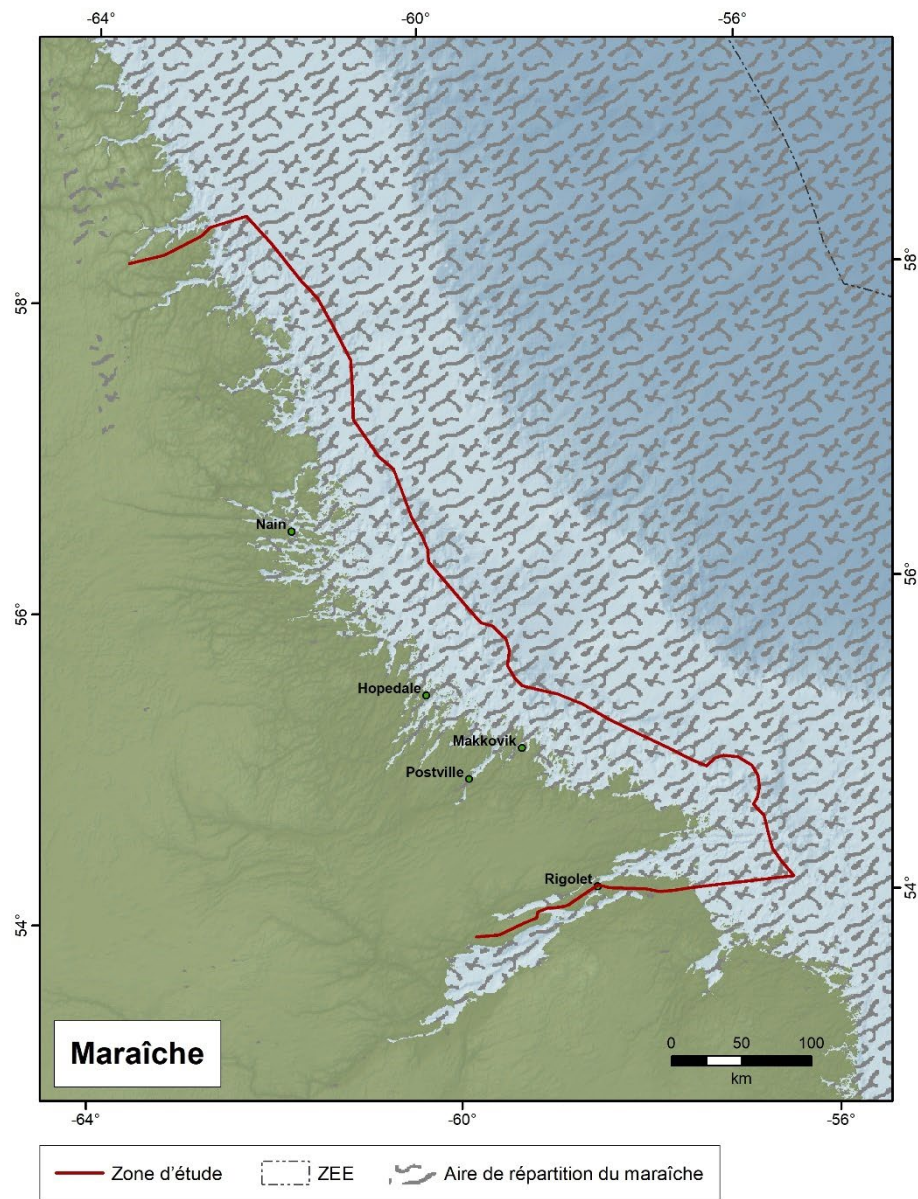 -64° -60° -56°
58° 58°
Nain
56° 56°
Hopedale
Makkovik
Postville
Rigolet
54° 54°
Maraîche
0 50 100
km
-64° -60° -56°
Zone d'étude ZEE Aire de répartition du maraîche